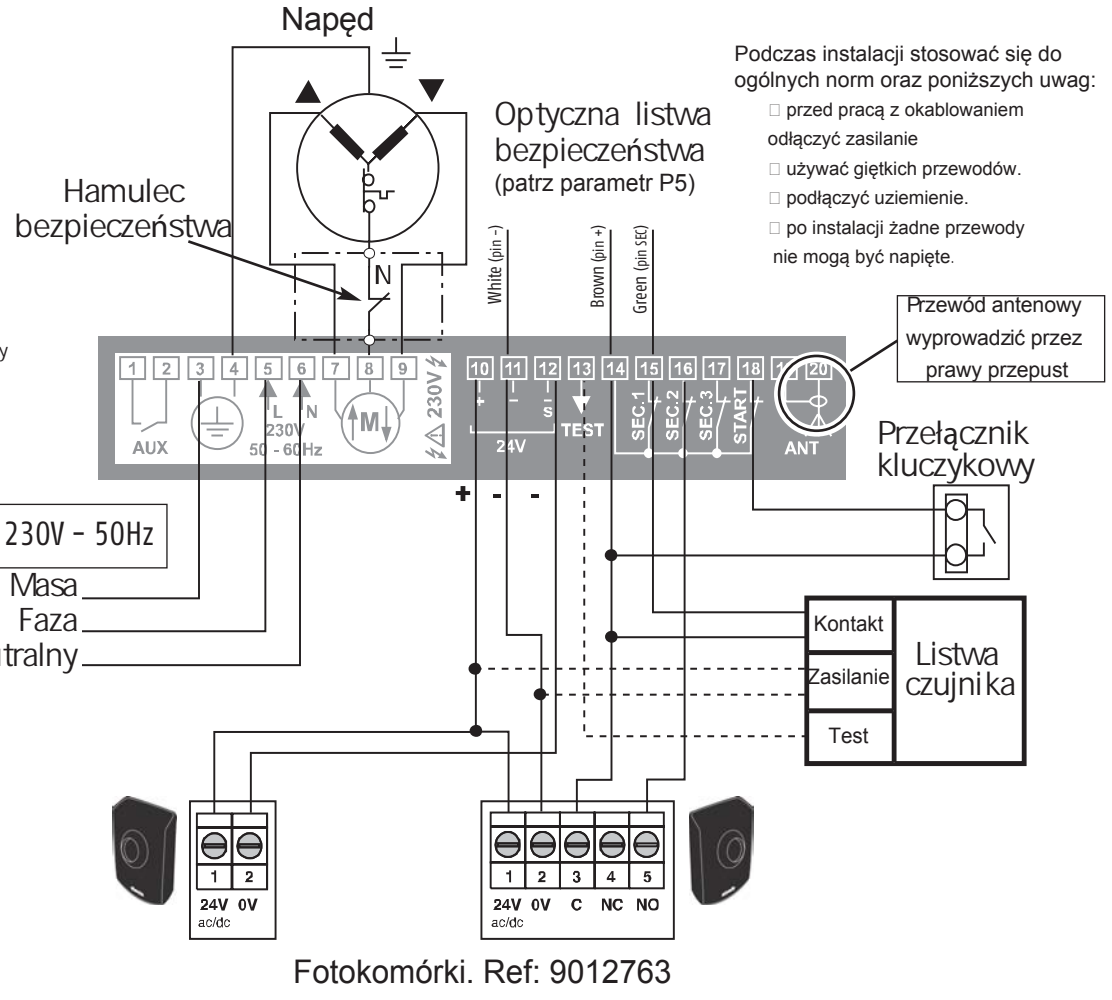 Napęd
Podczas instalacji stosować się do
ogólnych norm oraz poniższych uwag:
□ przed pracą z okablowaniem
odłączyć zasilanie
□ używać giętkich przewodów.
□ podłączyć uziemienie.
□ po instalacji żadne przewody
nie mogą być napięte.
Optyczna listwa
bezpieczeństwa
(patrz parametr P5)
Hamulec
bezpieczeństwa
N
White (pin -)
Brown (pin +)
Green (pin SEC)
Przewód antenowy
wyprowadzić przez
prawy przepust
y
1 2 3 4 5 6 7 8 9 10 11 12 13 14 15 16 17 18 20
AUX
L N
230V
50 - 60Hz
M
230V
+ - - S
24V
TEST
SEC.1
SEC.2
SEC.3
START
ANT
Przełącznik
kluczykowy
+ - -
230V - 50Hz
Masa
Faza
tralny
Kontakt
Zasilanie
Test
Listwa
czujnika
1 2
24V 0V
ac/dc
1 2 3 4 5
24V 0V C NC NO
ac/dc
Fotokomórki. Ref: 9012763